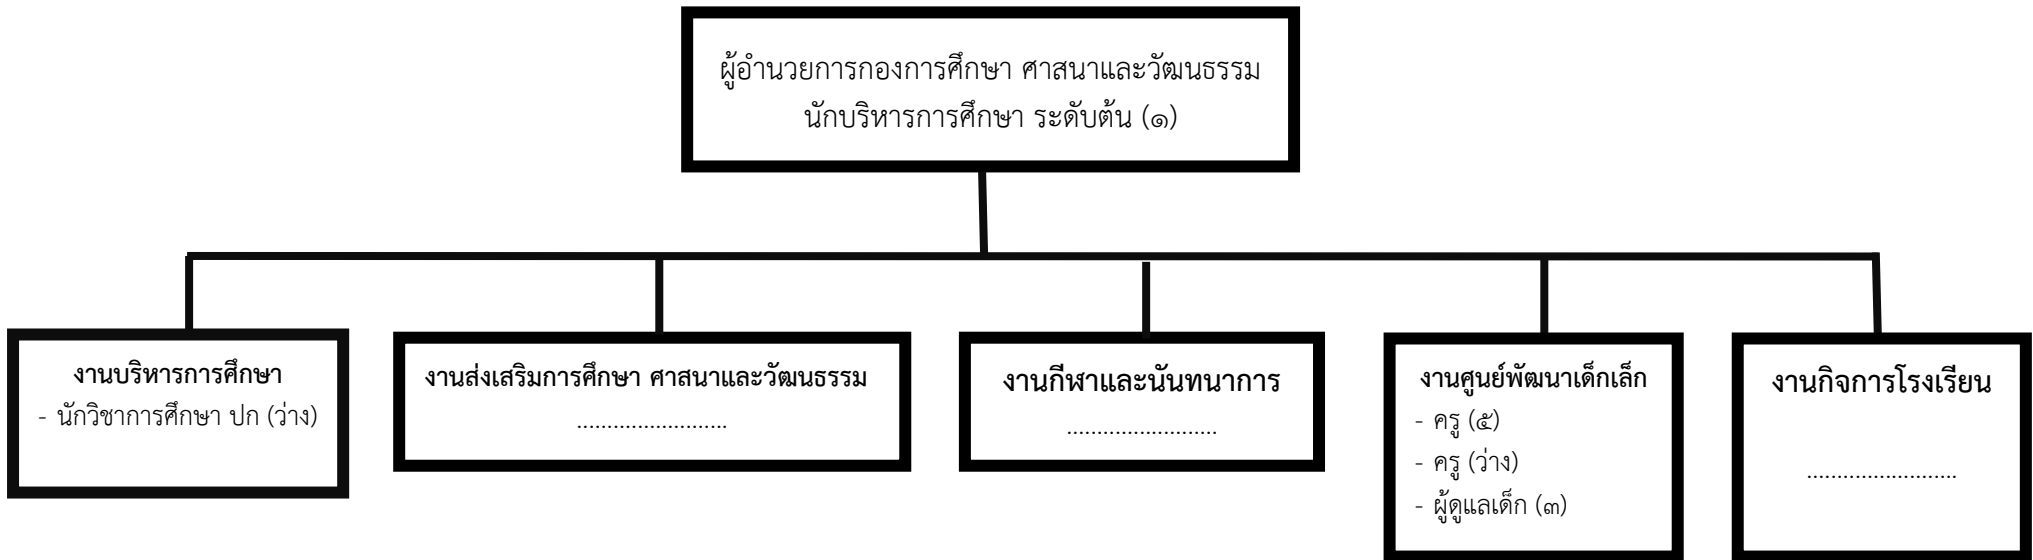 ผู้อำนวยการกองการศึกษา ศาสนาและวัฒนธรรม
นักบริหารการศึกษา ระดับต้น (๑)
งานบริหารการศึกษา
- นักวิชาการศึกษา ปก (ว่าง)
งานส่งเสริมการศึกษา ศาสนาและวัฒนธรรม
.........................
งานกีฬาและนันทนาการ
.........................
งานศูนย์พัฒนาเด็กเล็ก
- ครู (๕)
- ครู (ว่าง)
- ผู้ดูแลเด็ก (๓)
งานกิจการโรงเรียน
.........................